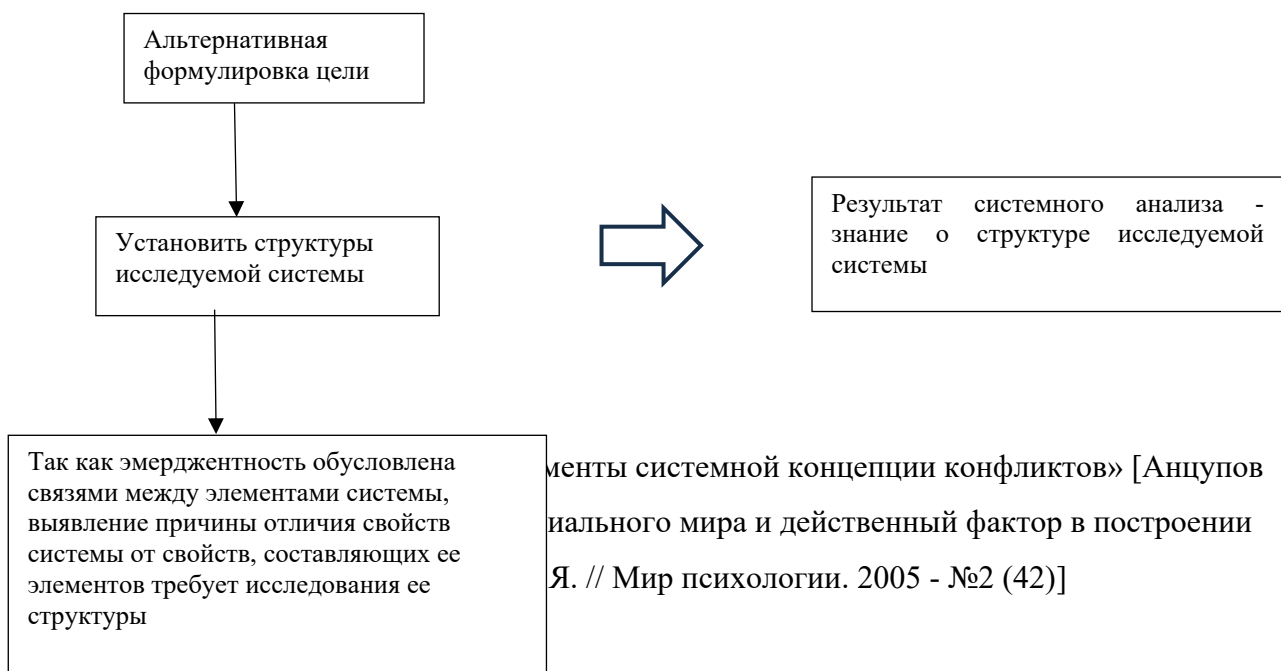 Альтернативная
формулировка цели
Установить структуры
исследуемой системы
Результат системного анализа -
знание о структуре исследуемой
системы
Так как эмерджентность обусловлена
связями между элементами системы,
выявление причины отличия свойств
системы от свойств, составляющих ее
элементов требует исследования ее
структуры
системной концепции конфликтов» [Анцупов
мира и действенный фактор в построении
Я. // Мир психологии. 2005 - №2 (42)]